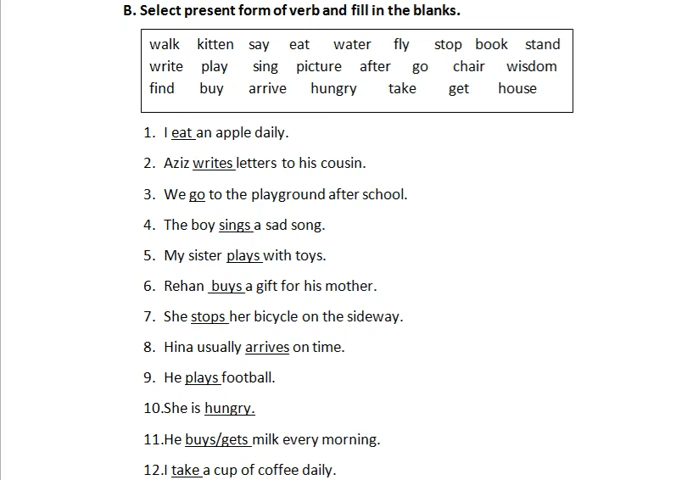 B. Select present form of verb and fill in the blanks.
walk kitten say eat water fly stop book stand
write play sing picture after go chair wisdom
find buy arrive hungry take get house
1. I eat an apple daily.
2. Aziz writes letters to his cousin.
3. We go to the playground after school.
4. The boy sings a sad song.
5. My sister plays with toys.
6. Rehan buys a gift for his mother.
7. She stops her bicycle on the sideway.
8. Hina usually arrives on time.
9. He plays football.
10.She is hungry.
11.He buys/gets milk every morning.
12.I take a cup of coffee daily.